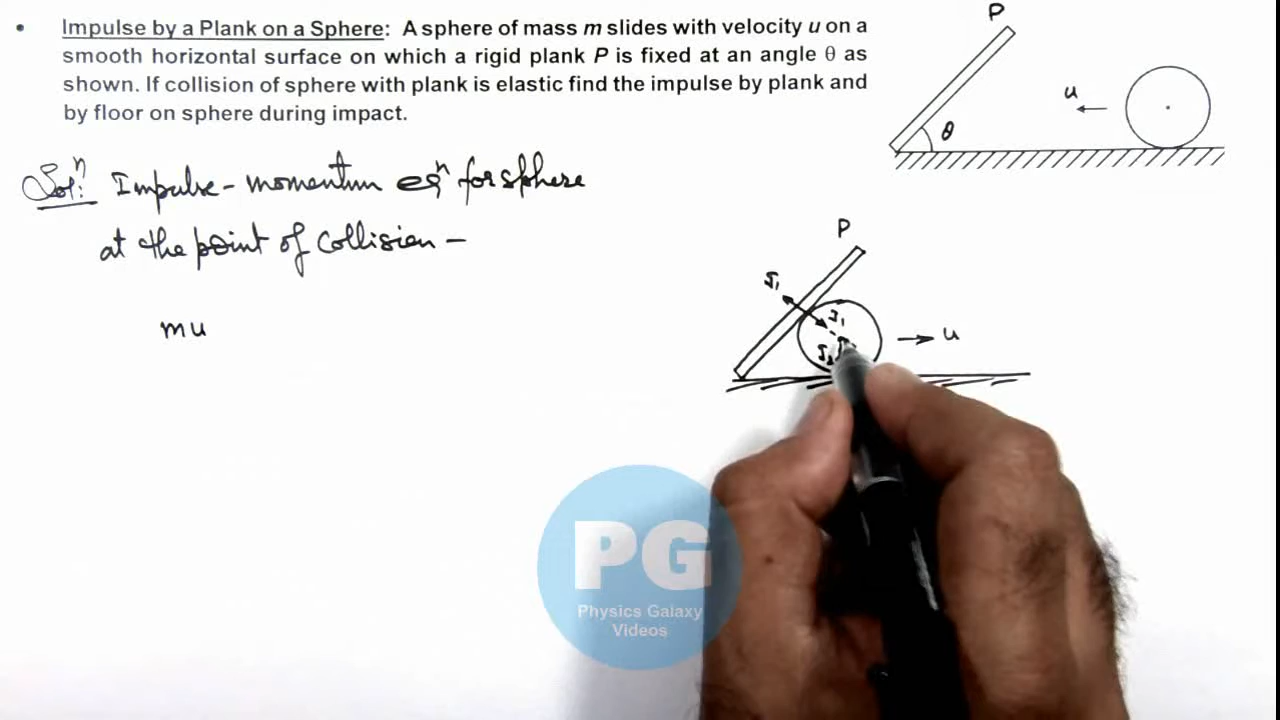 • Impulse by a Plank on a Sphere: A sphere of mass m slides with velocity u on a
smooth horizontal surface on which a rigid plank P is fixed at an angle θ as
shown. If collision of sphere with plank is elastic find the impulse by plank and
by floor on sphere during impact.
P
u
θ
Solⁿ: Impulse-momentum eqⁿ for sphere
at the point of collision –
mu
P
J₁
J₁
J₂
u
PG
Physics Galaxy
Videos